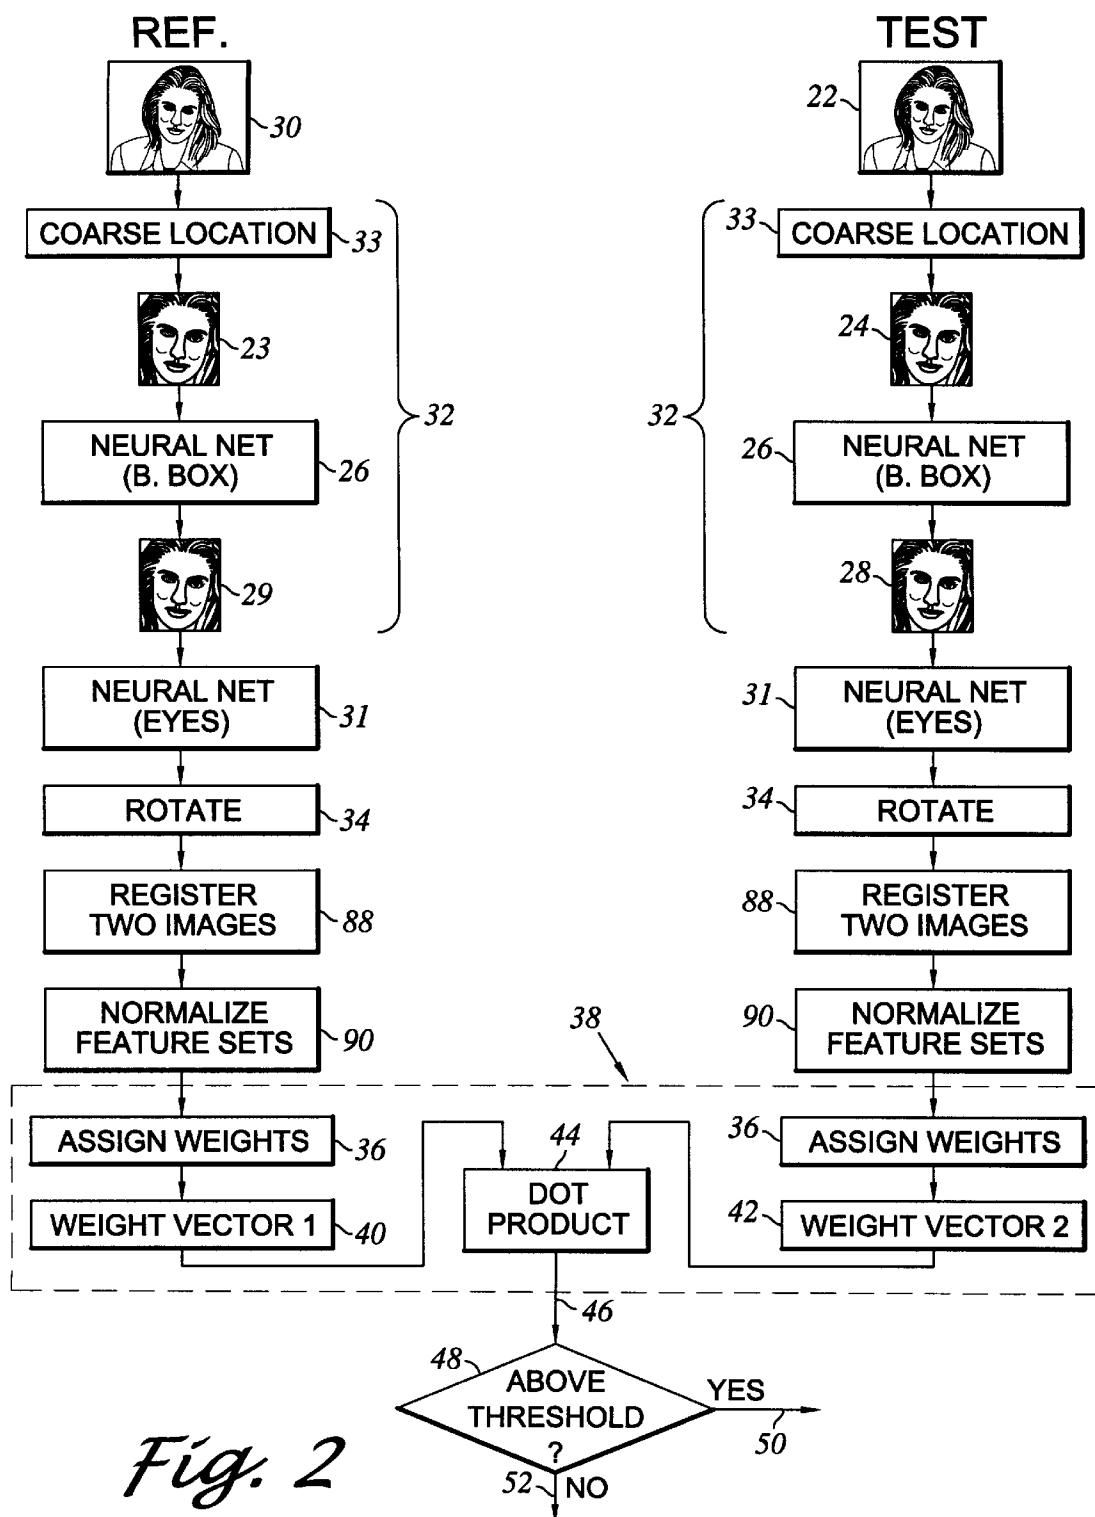 REF.
30
COARSE LOCATION
33
23
32
NEURAL NET
(B. BOX)
26
29
NEURAL NET
(EYES)
31
ROTATE
34
REGISTER
TWO IMAGES
88
NORMALIZE
FEATURE SETS
90
ASSIGN WEIGHTS
36
WEIGHT VECTOR 1
40
TEST
22
33
COARSE LOCATION
24
32
26
NEURAL NET
(B. BOX)
28
31
NEURAL NET
(EYES)
34
ROTATE
88
REGISTER
TWO IMAGES
90
NORMALIZE
FEATURE SETS
36
ASSIGN WEIGHTS
42
WEIGHT VECTOR 2
38
44
DOT
PRODUCT
46
48
ABOVE
THRESHOLD
?
YES
50
52
NO
Fig. 2